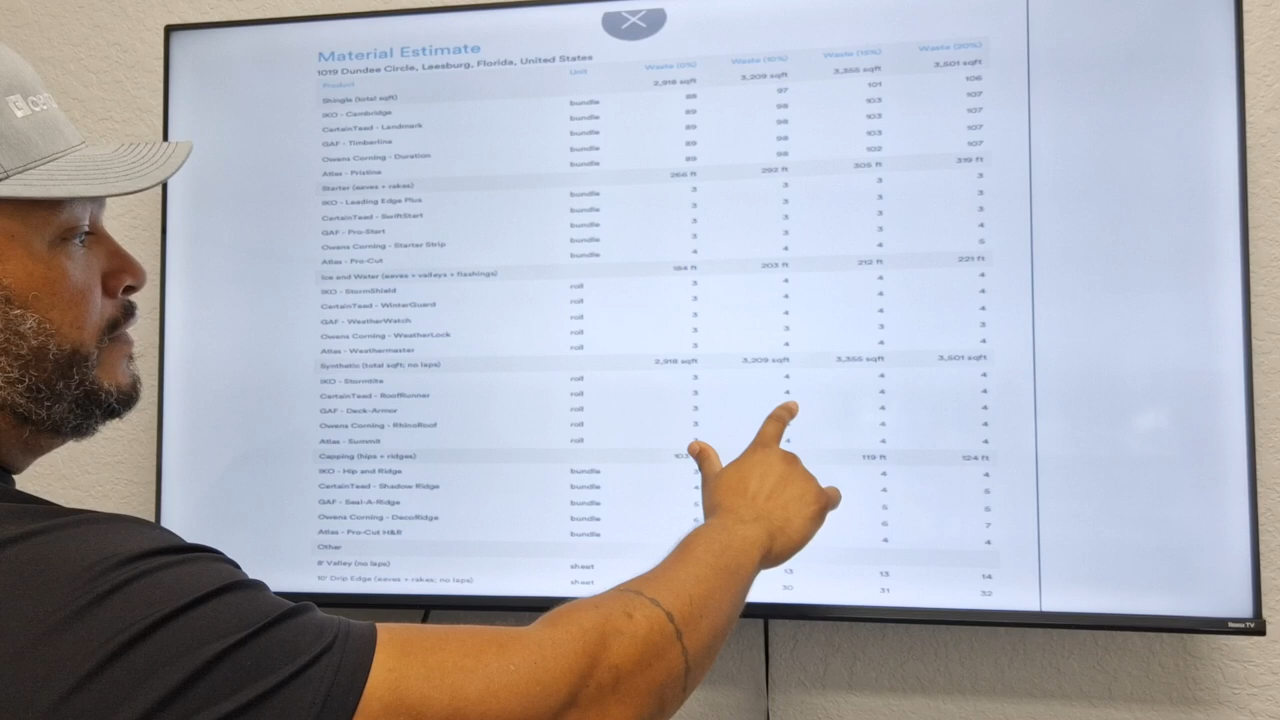 Material Estimate
1019 Dundee Circle, Leesburg, Florida, United States
Product Unit Waste (0%) Waste (10%) Waste (15%) Waste (20%)
Shingle (total sqft) 2,918 sqft 3,209 sqft 3,355 sqft 3,501 sqft
IKO - Cambridge bundle 88 97 101 106
CertainTeed - Landmark bundle 89 98 103 107
GAF - Timberline bundle 89 98 103 107
Owens Corning - Duration bundle 89 98 103 107
Atlas - Pristine bundle 89 98 102 107
Starter (eaves + rakes) 266 ft 292 ft 305 ft 319 ft
IKO - Leading Edge Plus bundle 3 3 3 3
CertainTeed - SwiftStart bundle 3 3 3 3
GAF - Pro-Start bundle 3 3 3 3
Owens Corning - Starter Strip bundle 3 3 3 4
Atlas - Pro-Cut bundle 4 4 4 5
Ice and Water (eaves + valleys + flashings) 184 ft 203 ft 212 ft 221 ft
IKO - StormShield roll 3 4 4 4
CertainTeed - WinterGuard roll 3 4 4 4
GAF - WeatherWatch roll 3 4 4 4
Owens Corning - WeatherLock roll 3 3 3 3
Atlas - Weathermaster roll 3 4 4 4
Synthetic (total sqft; no laps) 2,918 sqft 3,209 sqft 3,355 sqft 3,501 sqft
IKO - Stormtite roll 3 4 4 4
CertainTeed - RoofRunner roll 3 4 4 4
GAF - Deck-Armor roll 3 4 4
Owens Corning - RhinoRoof roll 3 4 4
Atlas - Summit roll 4 4 4
Capping (hips + ridges) 103 119 ft 124 ft
IKO - Hip and Ridge bundle 3 4 4
CertainTeed - Shadow Ridge bundle 4 4 5
GAF - Seal-A-Ridge bundle 5 5 5
Owens Corning - DecoRidge bundle 6 6 7
Atlas - Pro-Cut H&R bundle 4 4
Other
8' Valley (no laps) sheet 13 13 14
10' Drip Edge (eaves + rakes; no laps) sheet 30 31 32
Roku TV